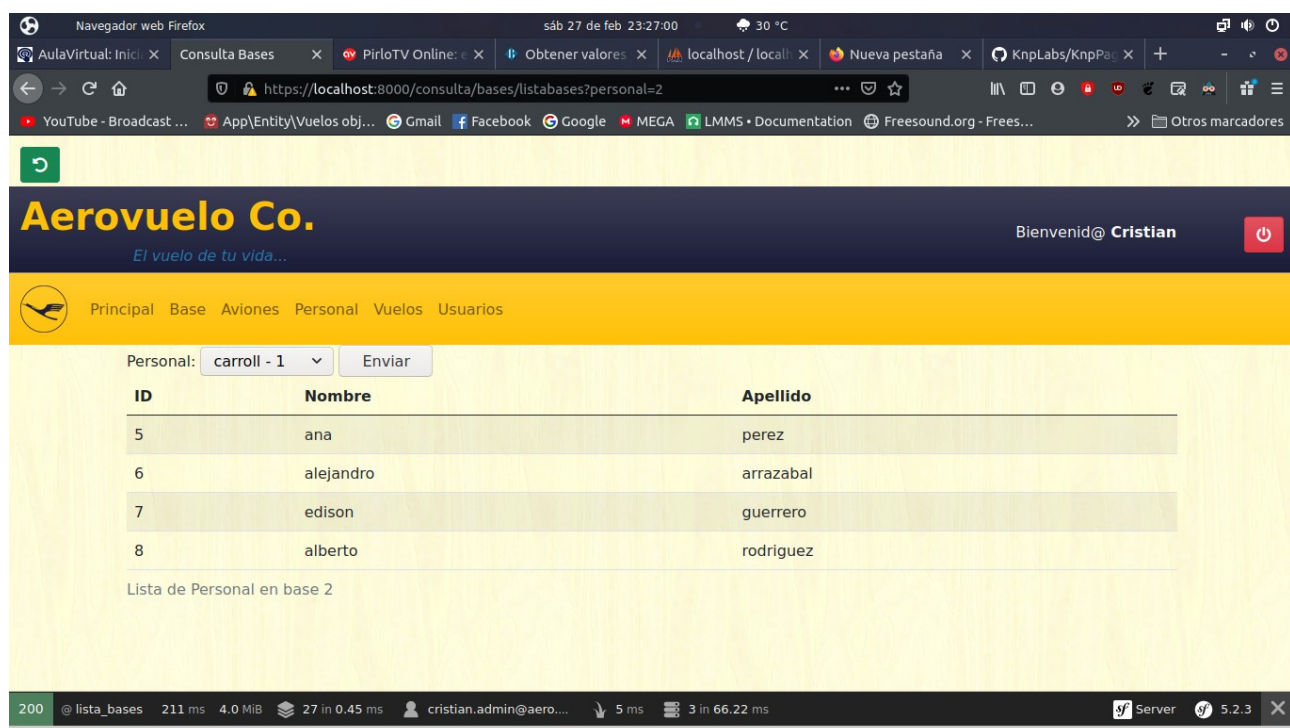 Navegador web Firefox sáb 27 de feb 23:27:00 30 °C
AulaVirtual: Inici Consulta Bases PirloTV Online: e Obtener valores localhost / localh Nueva pestaña KnpLabs/KnpPag
https://localhost:8000/consulta/bases/listabases?personal=2
YouTube - Broadcast ... App\Entity\Vuelos obj... Gmail Facebook Google MEGA LMMS • Documentation Freesound.org - Frees... Otros marcadores
Aerovuelo Co.
El vuelo de tu vida...
Bienvenid@ Cristian
Principal Base Aviones Personal Vuelos Usuarios
Personal: carroll - 1 Enviar
ID Nombre Apellido
5 ana perez
6 alejandro arrazabal
7 edison guerrero
8 alberto rodriguez
Lista de Personal en base 2
200 @ lista_bases 211 ms 4.0 MiB 27 in 0.45 ms cristian.admin@aero.... 5 ms 3 in 66.22 ms Server 5.2.3